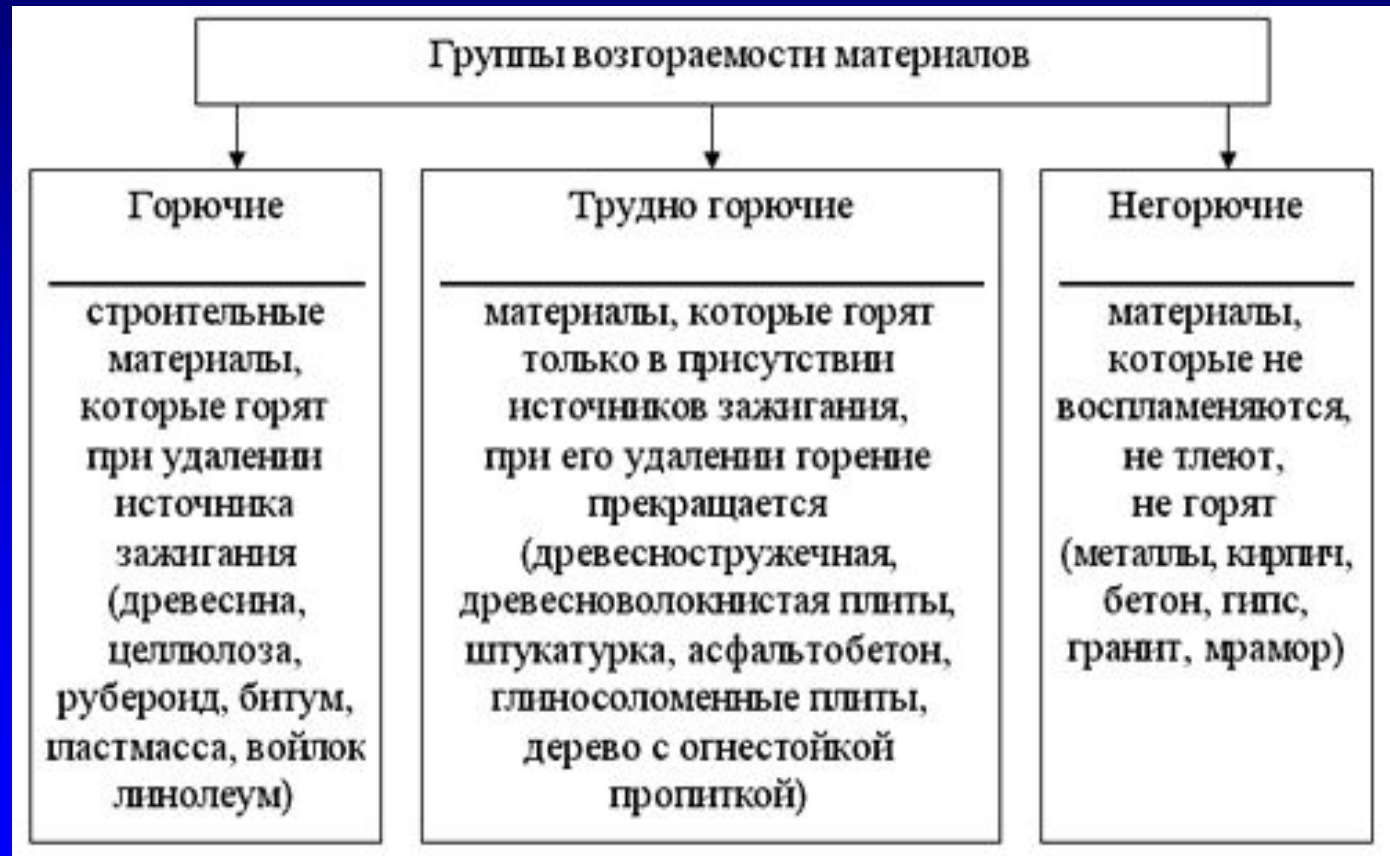 Группы возгораемости материалов
Горючие
строительные
материалы,
которые горят
при удалении
источника
зажигания
(древесина,
целлюлоза,
рубероид, битум,
пластмасса, войлок
линолеум)
Трудно горючие
материалы, которые горят
только в присутствии
источников зажигания,
при его удалении горение
прекращается
(древесностружечная,
древесноволокнистая плиты,
штукатурка, асфальтобетон,
глиносоломенные плиты,
дерево с огнестойкой
пропиткой)
Негорючие
материалы,
которые не
воспламеняются,
не тлеют,
не горят
(металлы, кирпич,
бетон, гипс,
гранит, мрамор)